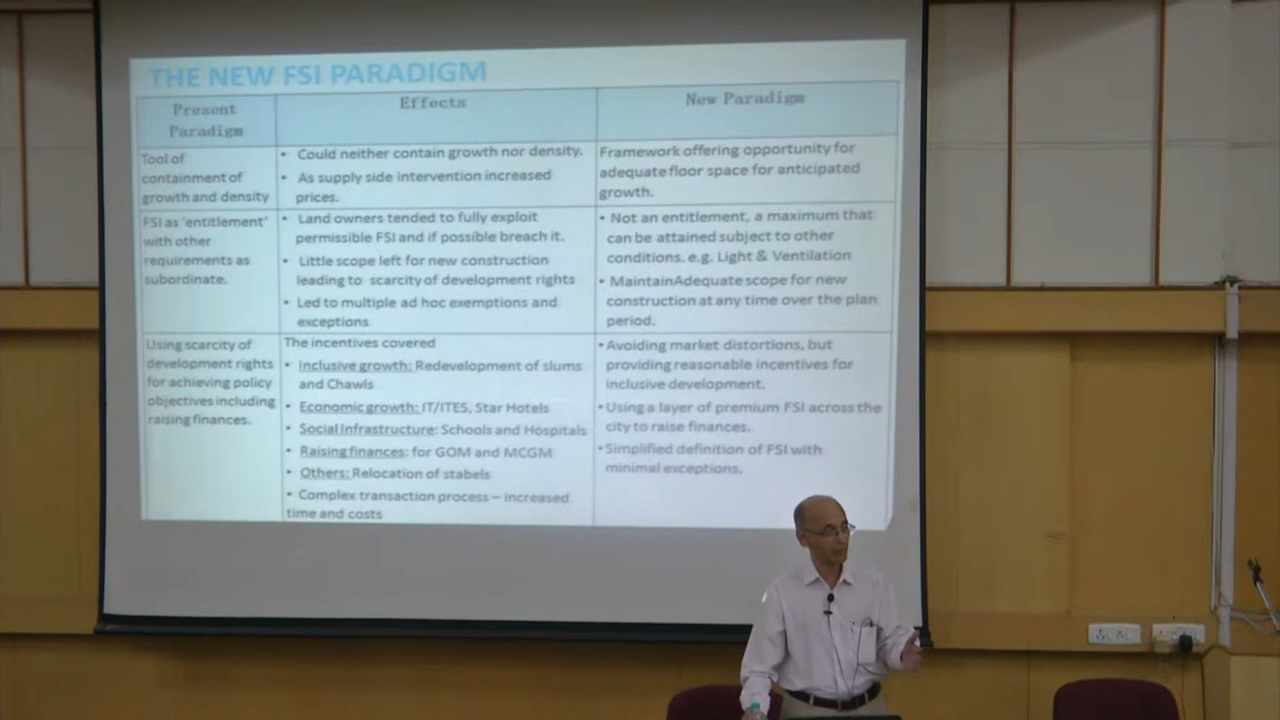 THE NEW FSI PARADIGM
Present
Paradigm
Effects
New Paradigm
Tool of
containment of
growth and density
• Could neither contain growth nor density.
• As supply side intervention increased
prices.
Framework offering opportunity for
adequate floor space for anticipated
growth.
FSI as 'entitlement'
with other
requirements as
subordinate.
• Land owners tended to fully exploit
permissible FSI and if possible breach it.
• Little scope left for new construction
leading to scarcity of development rights
• Led to multiple ad hoc exemptions and
exceptions
• Not an entitlement, a maximum that
can be attained subject to other
conditions. e.g. Light & Ventilation
• MaintainAdequate scope for new
construction at any time over the plan
period.
Using scarcity of
development rights
for achieving policy
objectives including
raising finances.
The incentives covered
• Inclusive growth: Redevelopment of slums
and Chawls
• Economic growth: IT/ITES, Star Hotels
• Social Infrastructure: Schools and Hospitals
• Raising finances: for GOM and MCGM
• Others: Relocation of stabels
• Complex transaction process – increased
time and costs
• Avoiding market distortions, but
providing reasonable incentives for
inclusive development.
• Using a layer of premium FSI across the
city to raise finances.
• Simplified definition of FSI with
minimal exceptions.